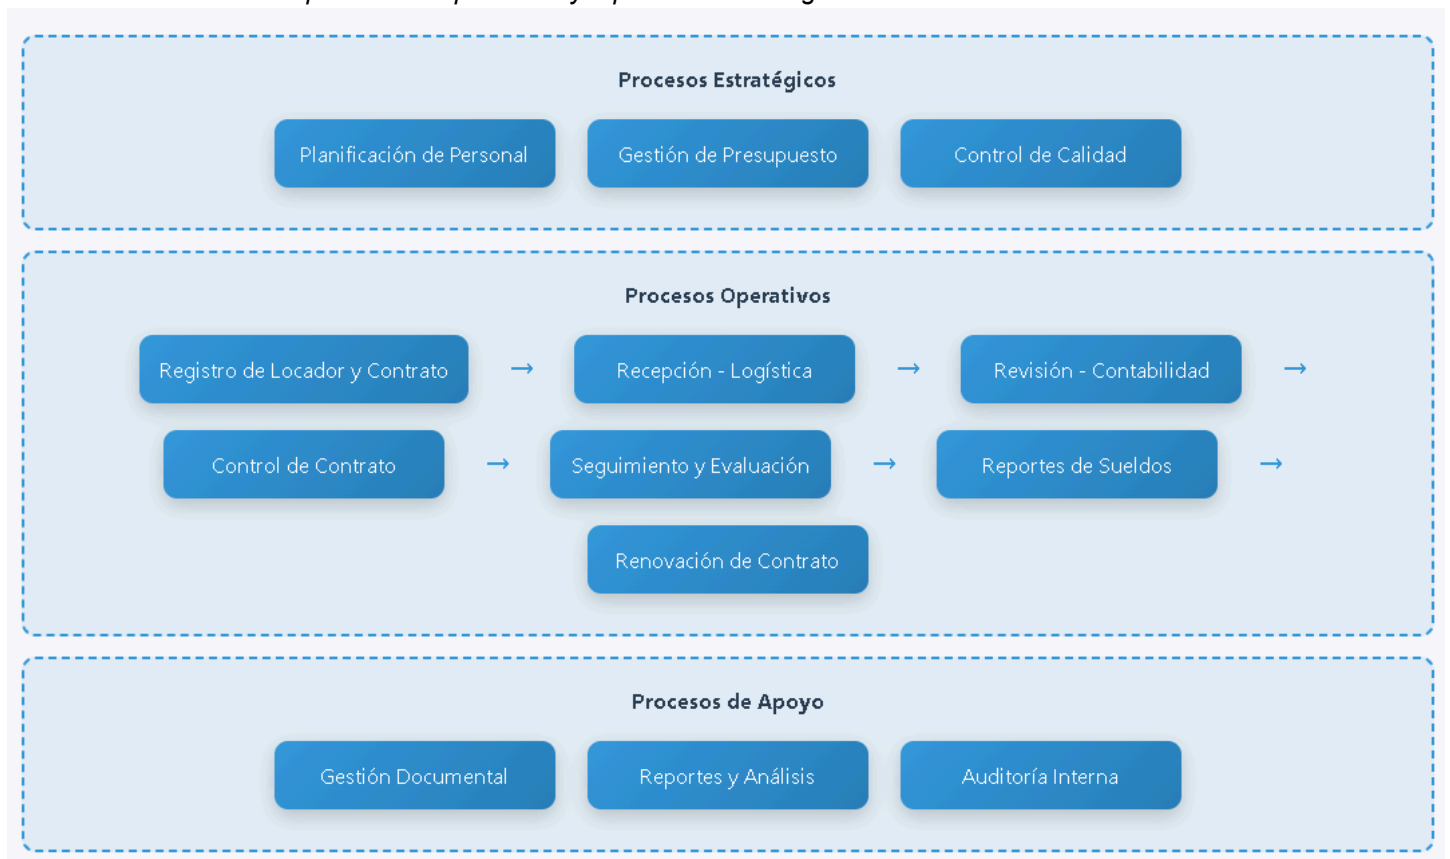 Procesos Estratégicos
Planificación de Personal
Gestión de Presupuesto
Control de Calidad
Procesos Operativos
Registro de Locador y Contrato → Recepción - Logística → Revisión - Contabilidad →
Control de Contrato → Seguimiento y Evaluación → Reportes de Sueldos →
Renovación de Contrato
Procesos de Apoyo
Gestión Documental
Reportes y Análisis
Auditoría Interna